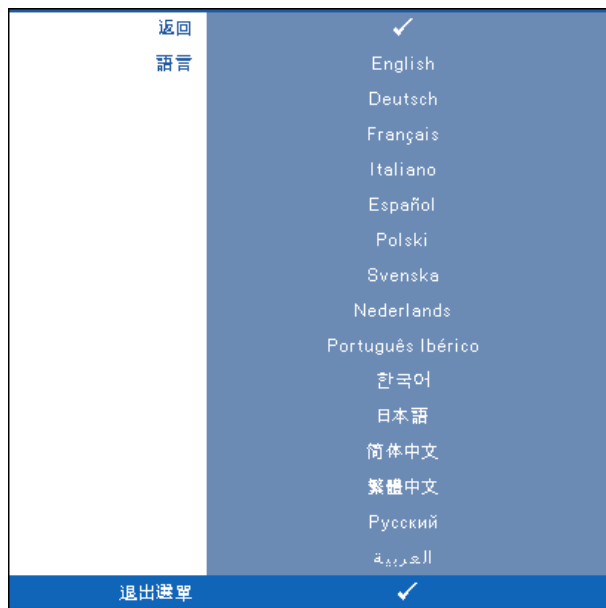 返回 ✓
語言 English
Deutsch
Français
Italiano
Español
Polski
Svenska
Nederlands
Português Ibérico
한국어
日本語
简体中文
繁體中文
Русский
العربية
退出選單 ✓